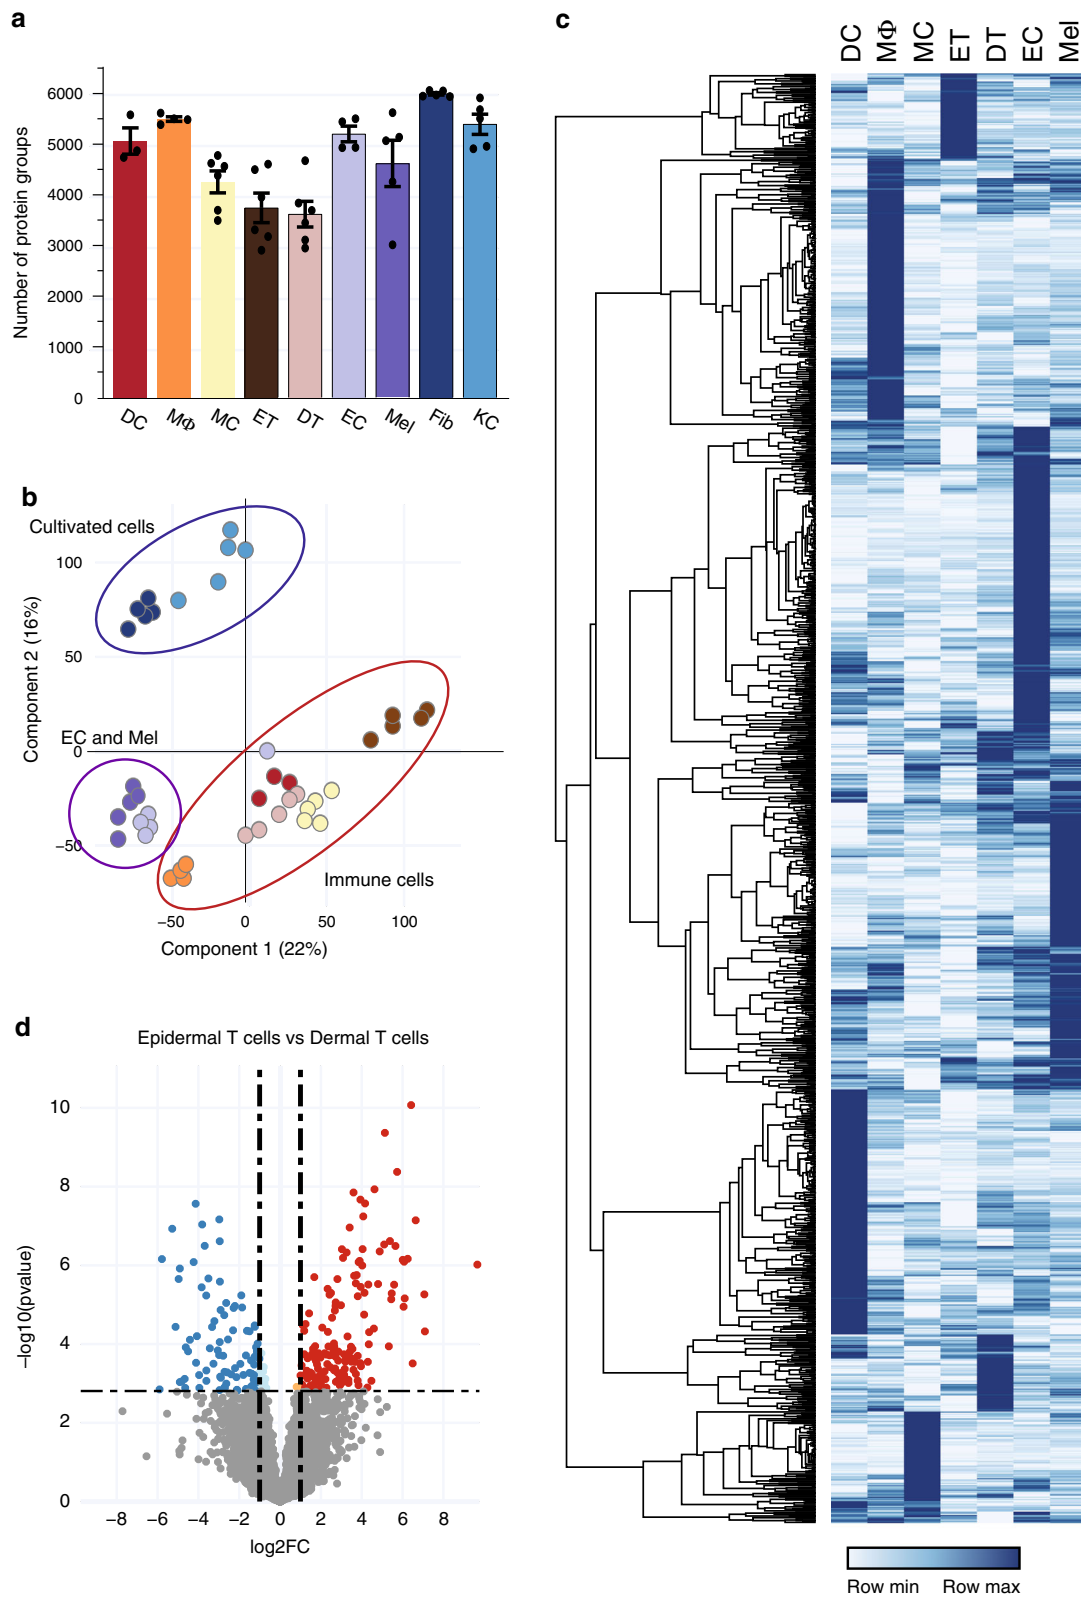 a
Number of protein groups
6000
5000
4000
3000
2000
1000
0
DC MΦ MC ET DT EC Mel Fib KC
b
Cultivated cells
Component 2 (16%)
100
50
0
−50
EC and Mel
Immune cells
−50 0 50 100
Component 1 (22%)
c
DC MΦ MC ET DT EC Mel
Row min Row max
d
Epidermal T cells vs Dermal T cells
−log10(pvalue)
10
8
6
4
2
0
−8 −6 −4 −2 0 2 4 6 8
log2FC